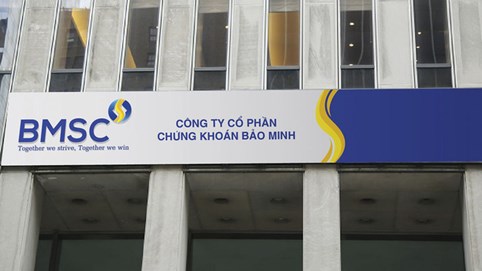 BMSC
Together we strive, Together we win
CÔNG TY CỔ PHẦN
CHỨNG KHOÁN BẢO MINH